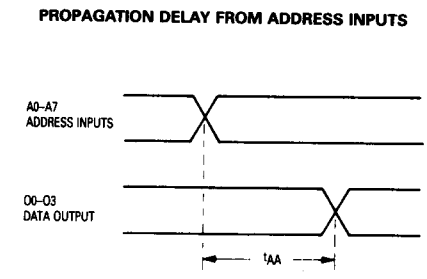 PROPAGATION DELAY FROM ADDRESS INPUTS
A0–A7
ADDRESS INPUTS
O0–O3
DATA OUTPUT
tAA